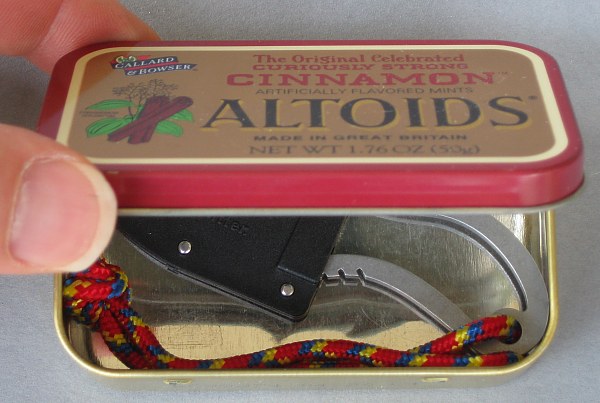 CALLARD
& BOWSER
The Original Celebrated
CURIOUSLY STRONG
CINNAMON
ARTIFICIALLY FLAVORED MINTS
ALTOIDS®
MADE IN GREAT BRITAIN
NET WT 1.76 OZ (50g)